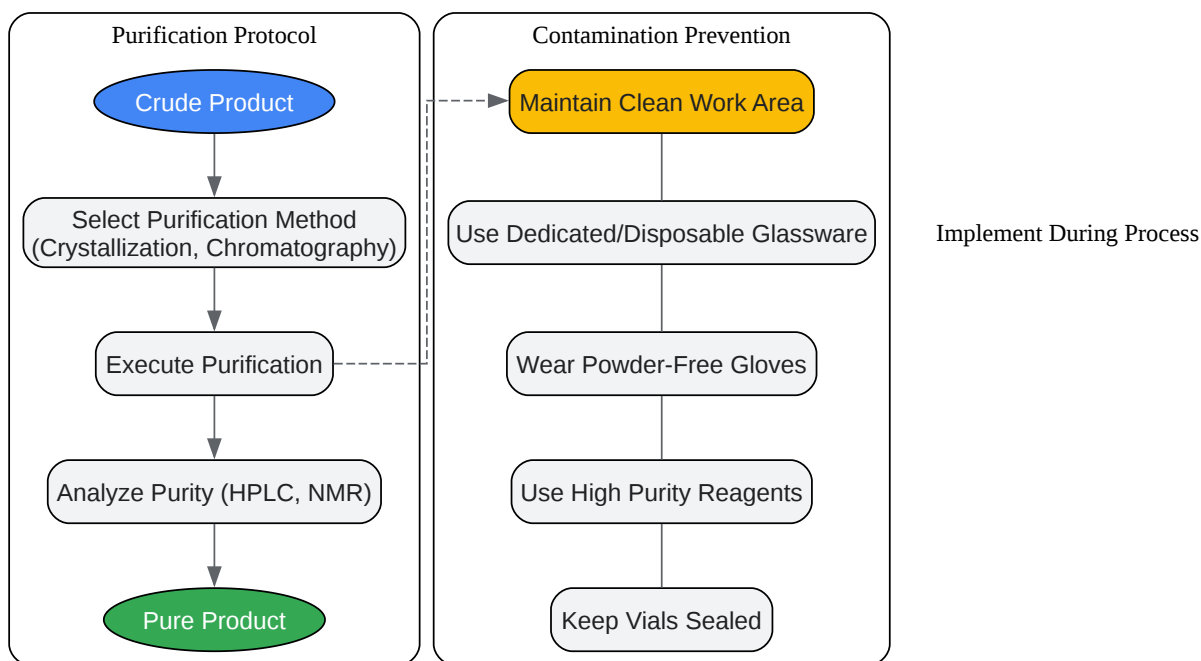 Purification Protocol
Crude Product
Select Purification Method
(Crystallization, Chromatography)
Execute Purification
Analyze Purity (HPLC, NMR)
Pure Product
Contamination Prevention
Maintain Clean Work Area
Use Dedicated/Disposable Glassware
Wear Powder-Free Gloves
Use High Purity Reagents
Keep Vials Sealed
Implement During Process